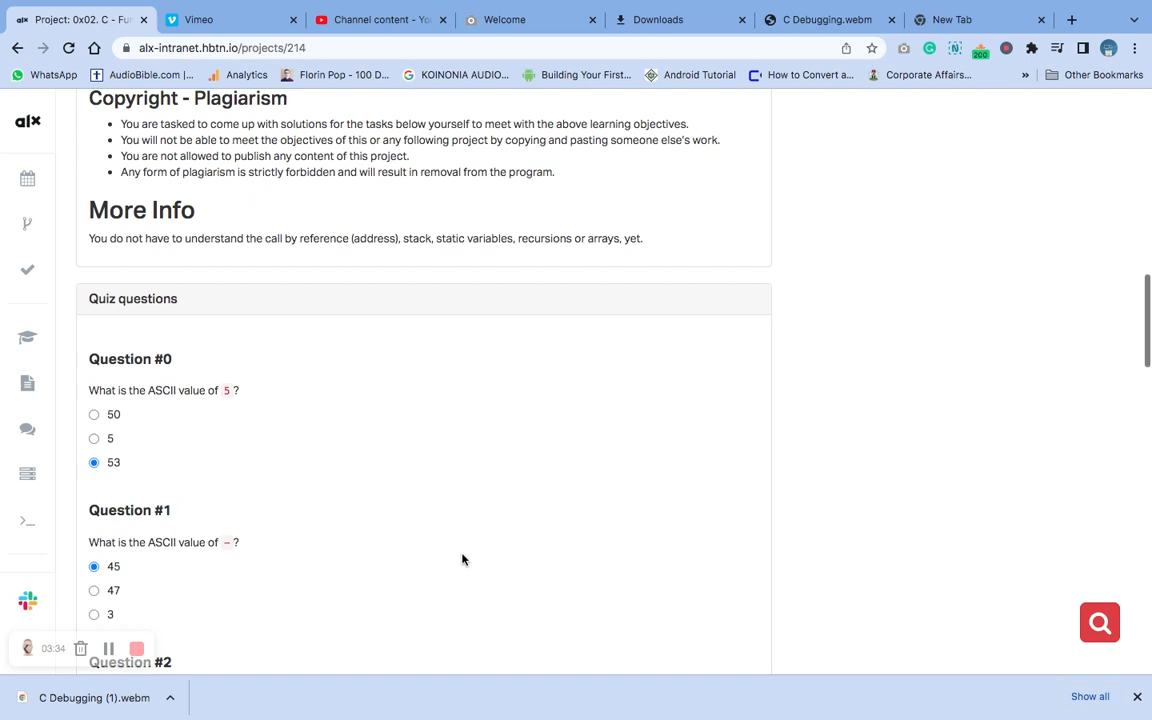 Project: 0x02. C - Fun
Vimeo
Channel content - You
Welcome
Downloads
C Debugging.webm
New Tab
alx-intranet.hbtn.io/projects/214
200
WhatsApp
AudioBible.com |...
Analytics
Florin Pop - 100 D...
KOINONIA AUDIO...
Building Your First...
Android Tutorial
How to Convert a...
Corporate Affairs...
»
Other Bookmarks
alx
Copyright - Plagiarism
• You are tasked to come up with solutions for the tasks below yourself to meet with the above learning objectives.
• You will not be able to meet the objectives of this or any following project by copying and pasting someone else's work.
• You are not allowed to publish any content of this project.
• Any form of plagiarism is strictly forbidden and will result in removal from the program.
More Info
You do not have to understand the call by reference (address), stack, static variables, recursions or arrays, yet.
Quiz questions
Question #0
What is the ASCII value of 5 ?
50
5
53
Question #1
What is the ASCII value of – ?
45
47
3
03:34
Question #2
C Debugging (1).webm
Show all